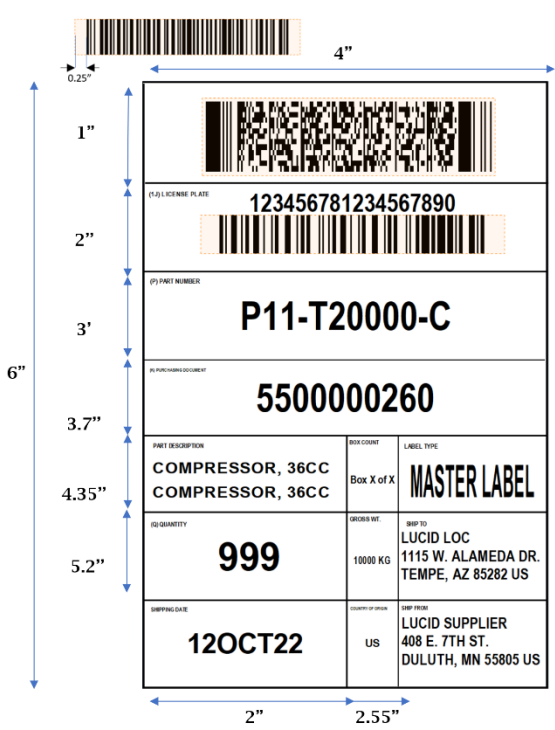 0.25”
4”
1”
(1J) LICENSE PLATE
123456781234567890
2”
(P) PART NUMBER
P11-T20000-C
3’
6”
(K) PURCHASING DOCUMENT
5500000260
3.7”
PART DESCRIPTION
BOX COUNT
LABEL TYPE
COMPRESSOR, 36CC
COMPRESSOR, 36CC
Box X of X
MASTER LABEL
4.35”
(Q) QUANTITY
GROSS WT.
SHIP TO
999
10000 KG
LUCID LOC
1115 W. ALAMEDA DR.
TEMPE, AZ 85282 US
5.2”
SHIPPING DATE
COUNTRY OF ORIGIN
SHIP FROM
12OCT22
US
LUCID SUPPLIER
408 E. 7TH ST.
DULUTH, MN 55805 US
2”
2.55”